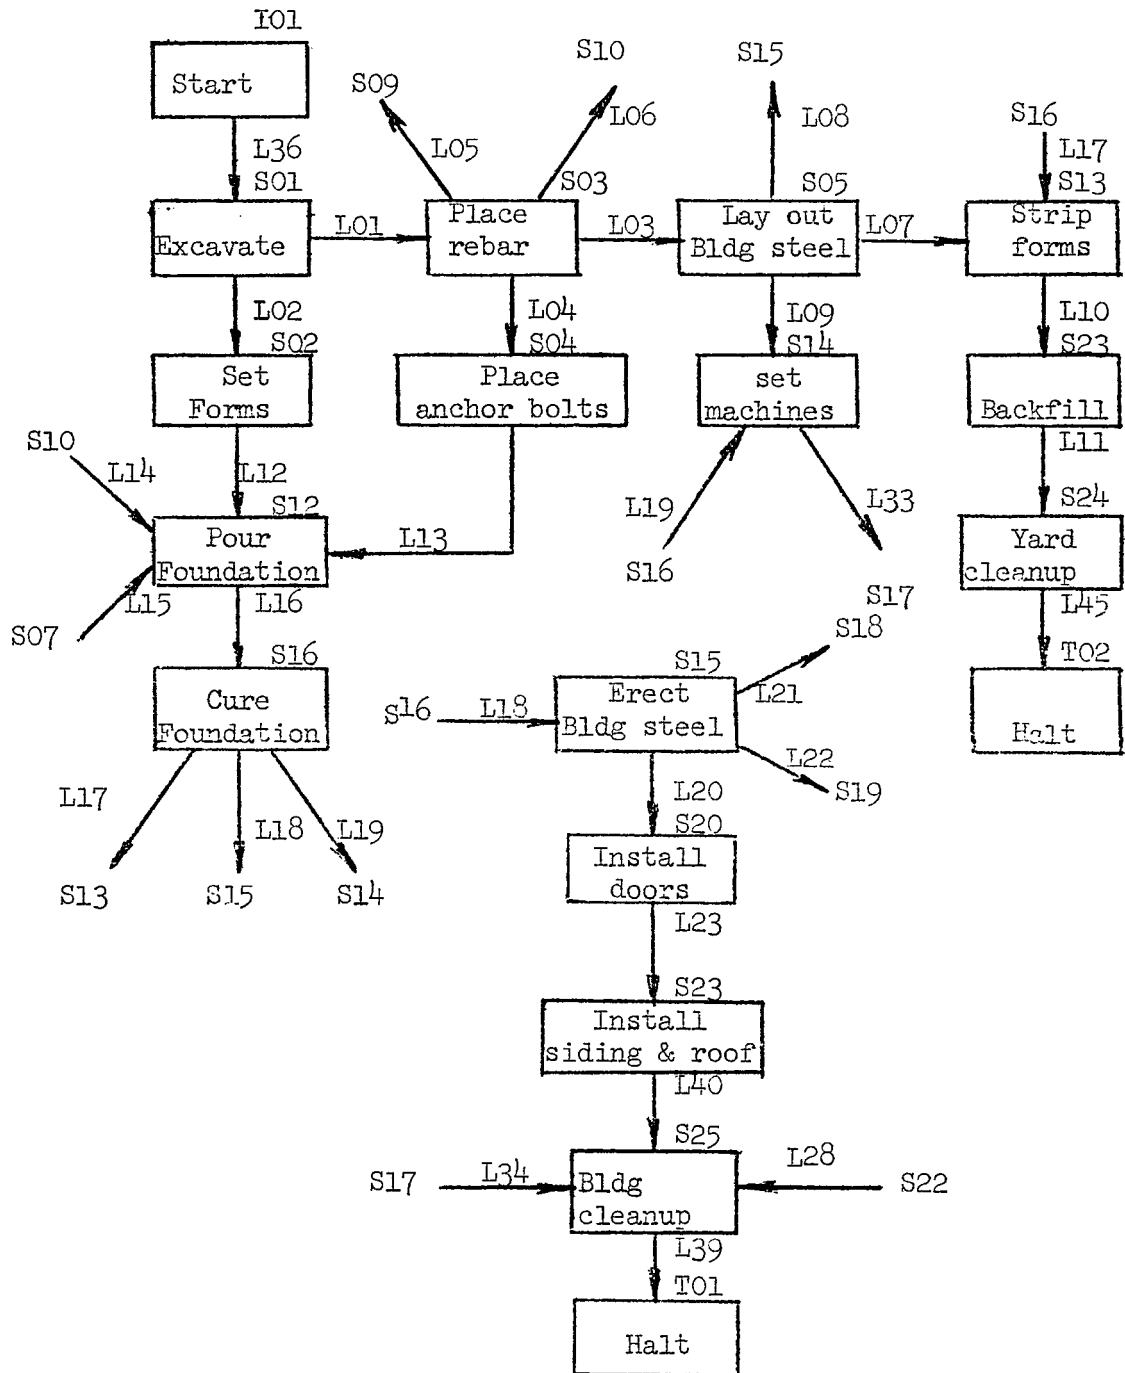 I01
Start
L36
S01
Excavate
L01
L02
S02
Set
Forms
S10
L14
L12
S12
Pour
Foundation
L15
S07
L16
S16
Cure
Foundation
L17
L18
L19
S13
S15
S14
S09
L05
S10
L06
S03
Place
rebar
L03
L04
S04
Place
anchor bolts
L13
S15
L08
S05
Lay out
Bldg steel
L07
L09
S14
set
machines
L19
S16
L33
S17
S16
L17
S13
Strip
forms
L10
S23
Backfill
L11
S24
Yard
cleanup
L45
T02
Halt
S16
L18
S15
Erect
Bldg steel
S18
L21
L22
S19
L20
S20
Install
doors
L23
S23
Install
siding & roof
L40
S25
S17
L34
Bldg
cleanup
L28
S22
L39
T01
Halt